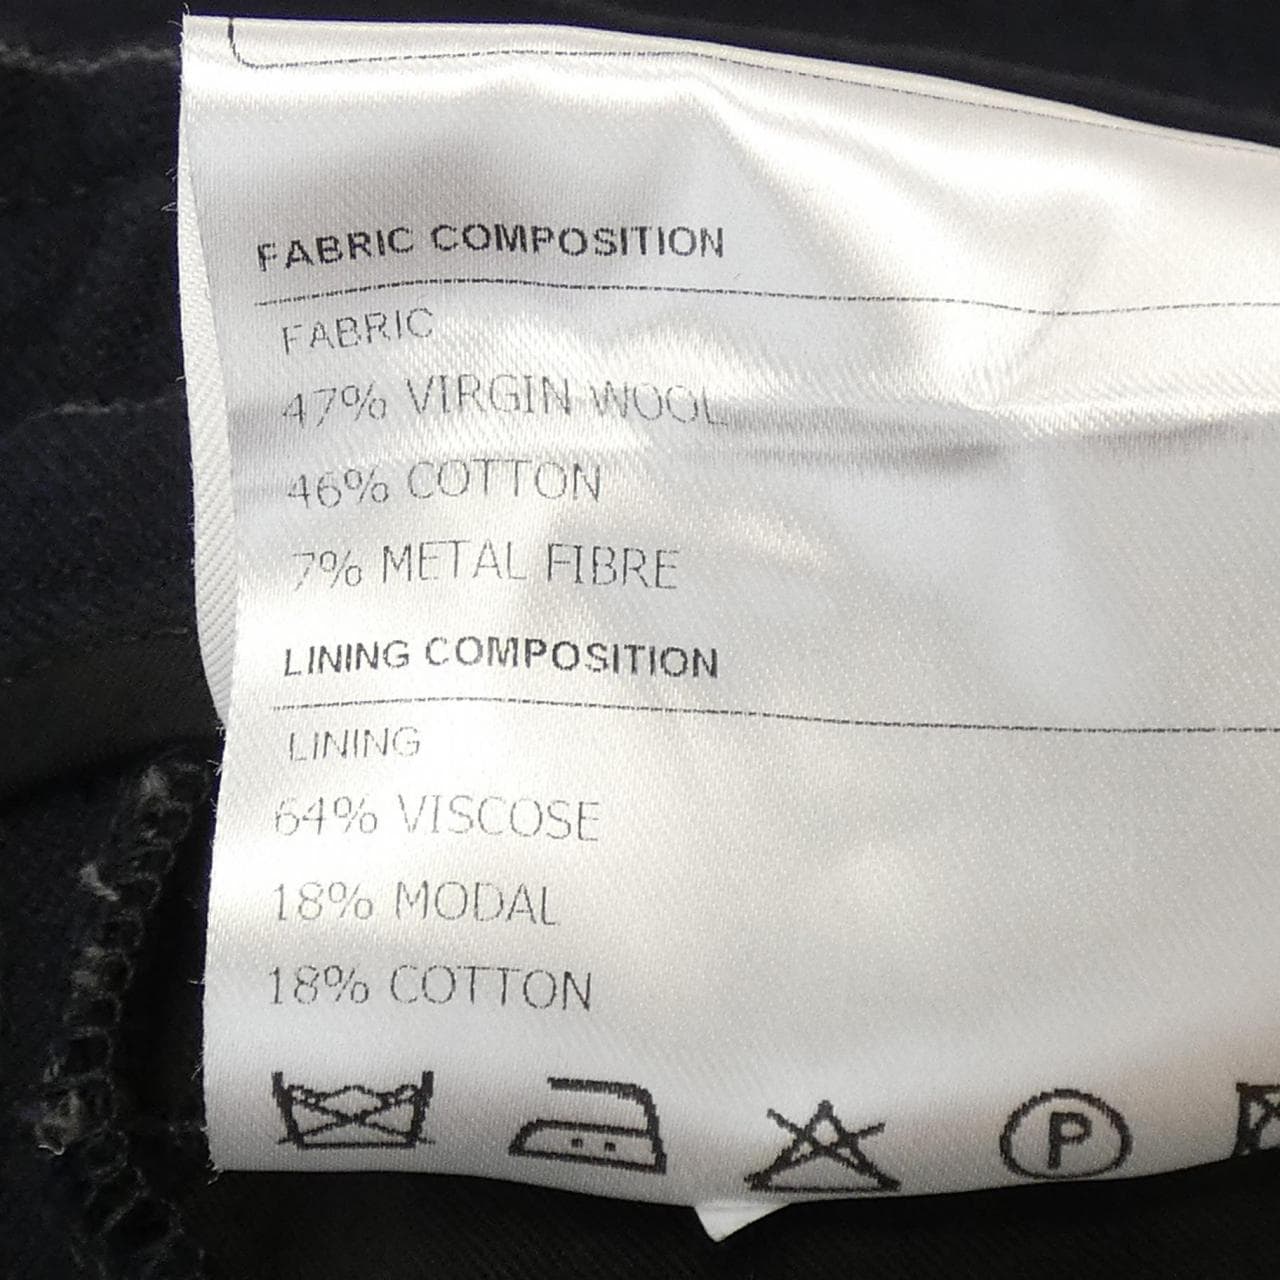 FABRIC COMPOSITION
FABRIC
47% VIRGIN WOOL
46% COTTON
7% METAL FIBRE
LINING COMPOSITION
LINING
64% VISCOSE
18% MODAL
18% COTTON
P